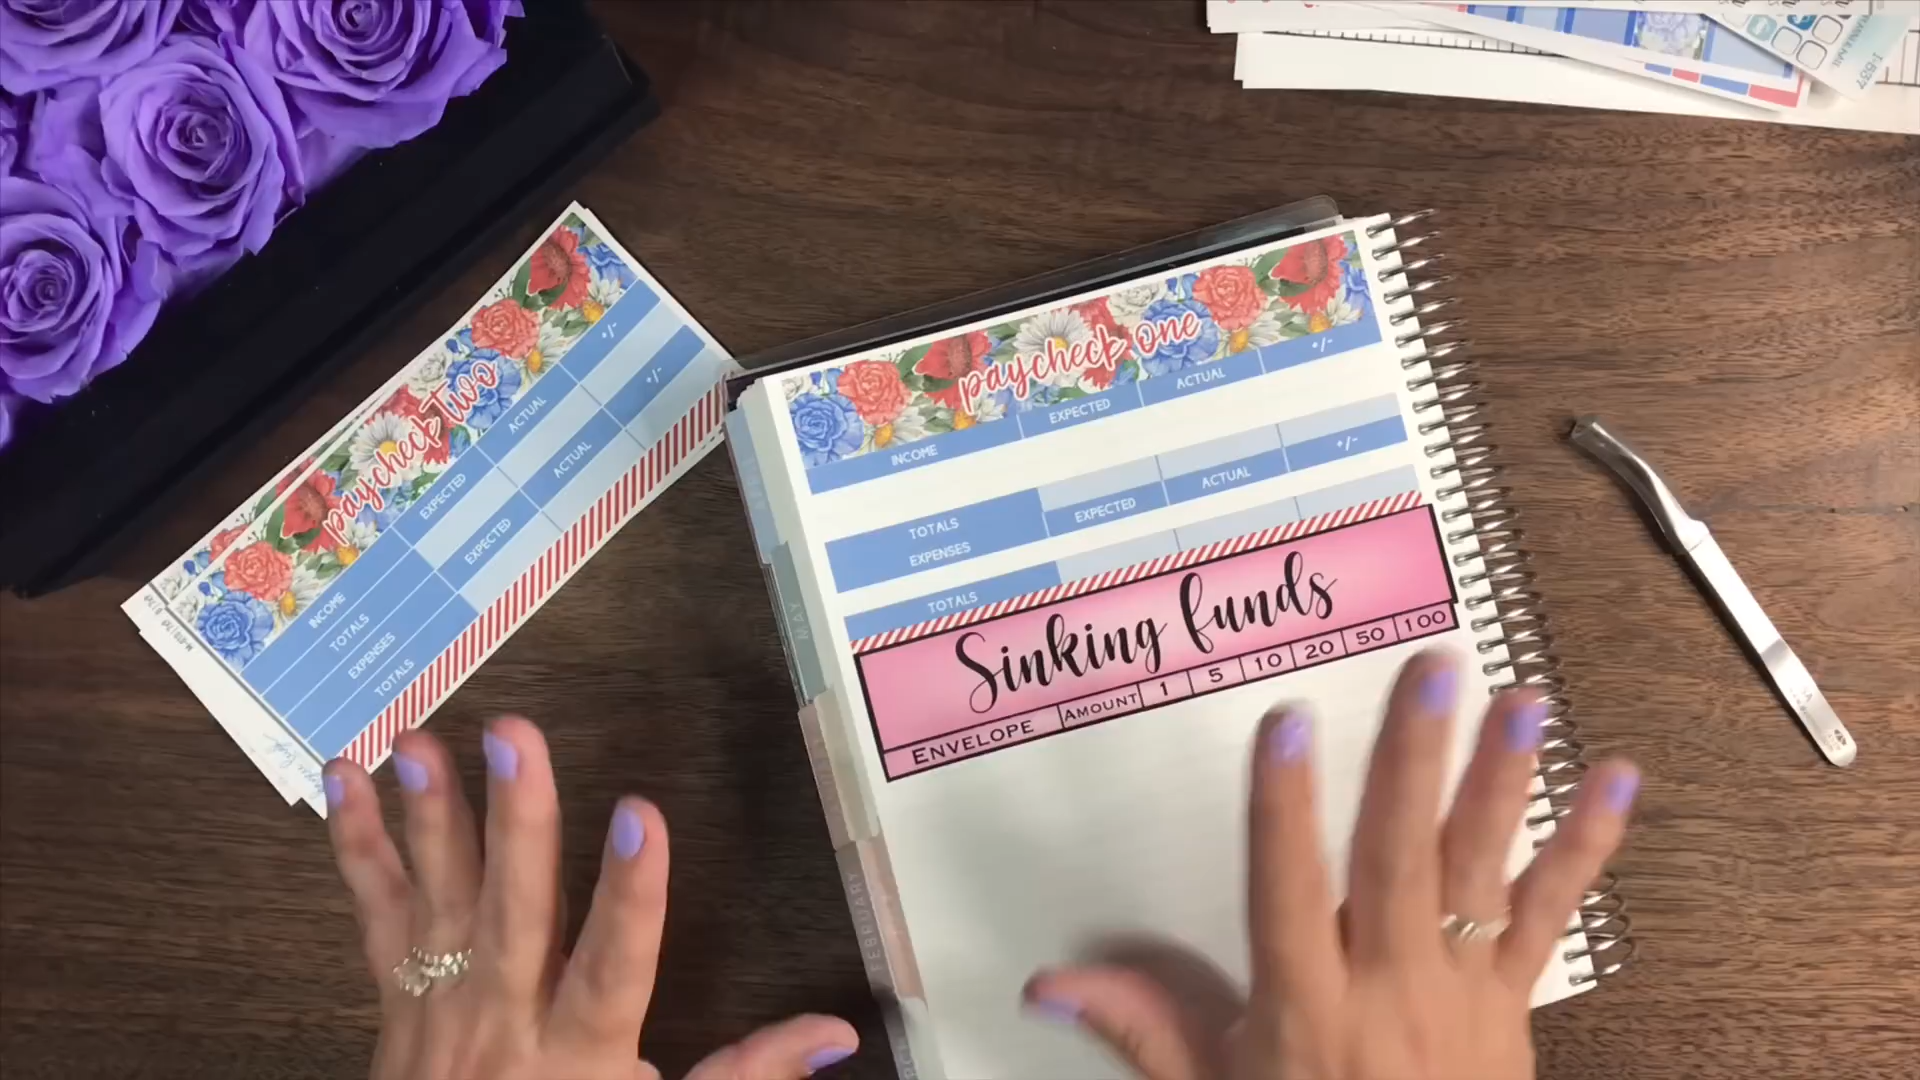 paycheck two
INCOME EXPECTED ACTUAL +/-
TOTALS
EXPENSES EXPECTED ACTUAL +/-
TOTALS
paycheck one
INCOME EXPECTED ACTUAL +/-
TOTALS
EXPENSES EXPECTED ACTUAL +/-
TOTALS
Sinking funds
ENVELOPE AMOUNT 1 5 10 20 50 100
MAY
FEBRUARY